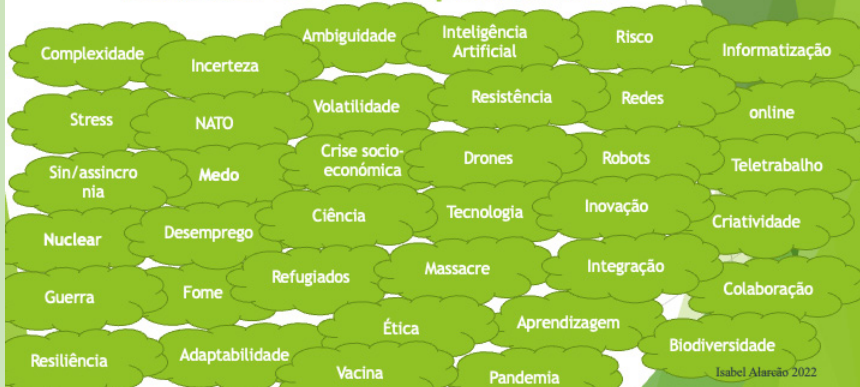 Complexidade
Incerteza
Ambiguidade
Inteligência
Artificial
Risco
Informatização
Stress
NATO
Volatilidade
Resistência
Redes
online
Sin/assincro
nia
Medo
Crise socio-
económica
Drones
Robots
Teletrabalho
Nuclear
Desemprego
Ciência
Tecnologia
Inovação
Criatividade
Guerra
Fome
Refugiados
Massacre
Integração
Colaboração
Resiliência
Adaptabilidade
Ética
Aprendizagem
Biodiversidade
Vacina
Pandemia
Isabel Alarcão 2022